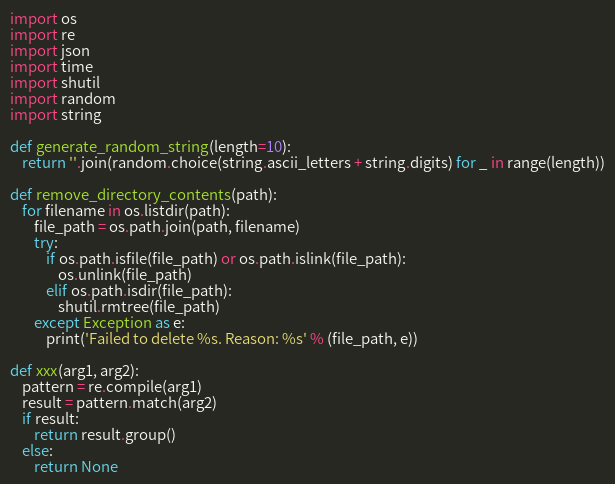 import os
import re
import json
import time
import shutil
import random
import string

def generate_random_string(length=10):
    return ''.join(random.choice(string.ascii_letters + string.digits) for _ in range(length))

def remove_directory_contents(path):
    for filename in os.listdir(path):
        file_path = os.path.join(path, filename)
        try:
            if os.path.isfile(file_path) or os.path.islink(file_path):
                os.unlink(file_path)
            elif os.path.isdir(file_path):
                shutil.rmtree(file_path)
        except Exception as e:
            print('Failed to delete %s. Reason: %s' % (file_path, e))

def xxx(arg1, arg2):
    pattern = re.compile(arg1)
    result = pattern.match(arg2)
    if result:
        return result.group()
    else:
        return None